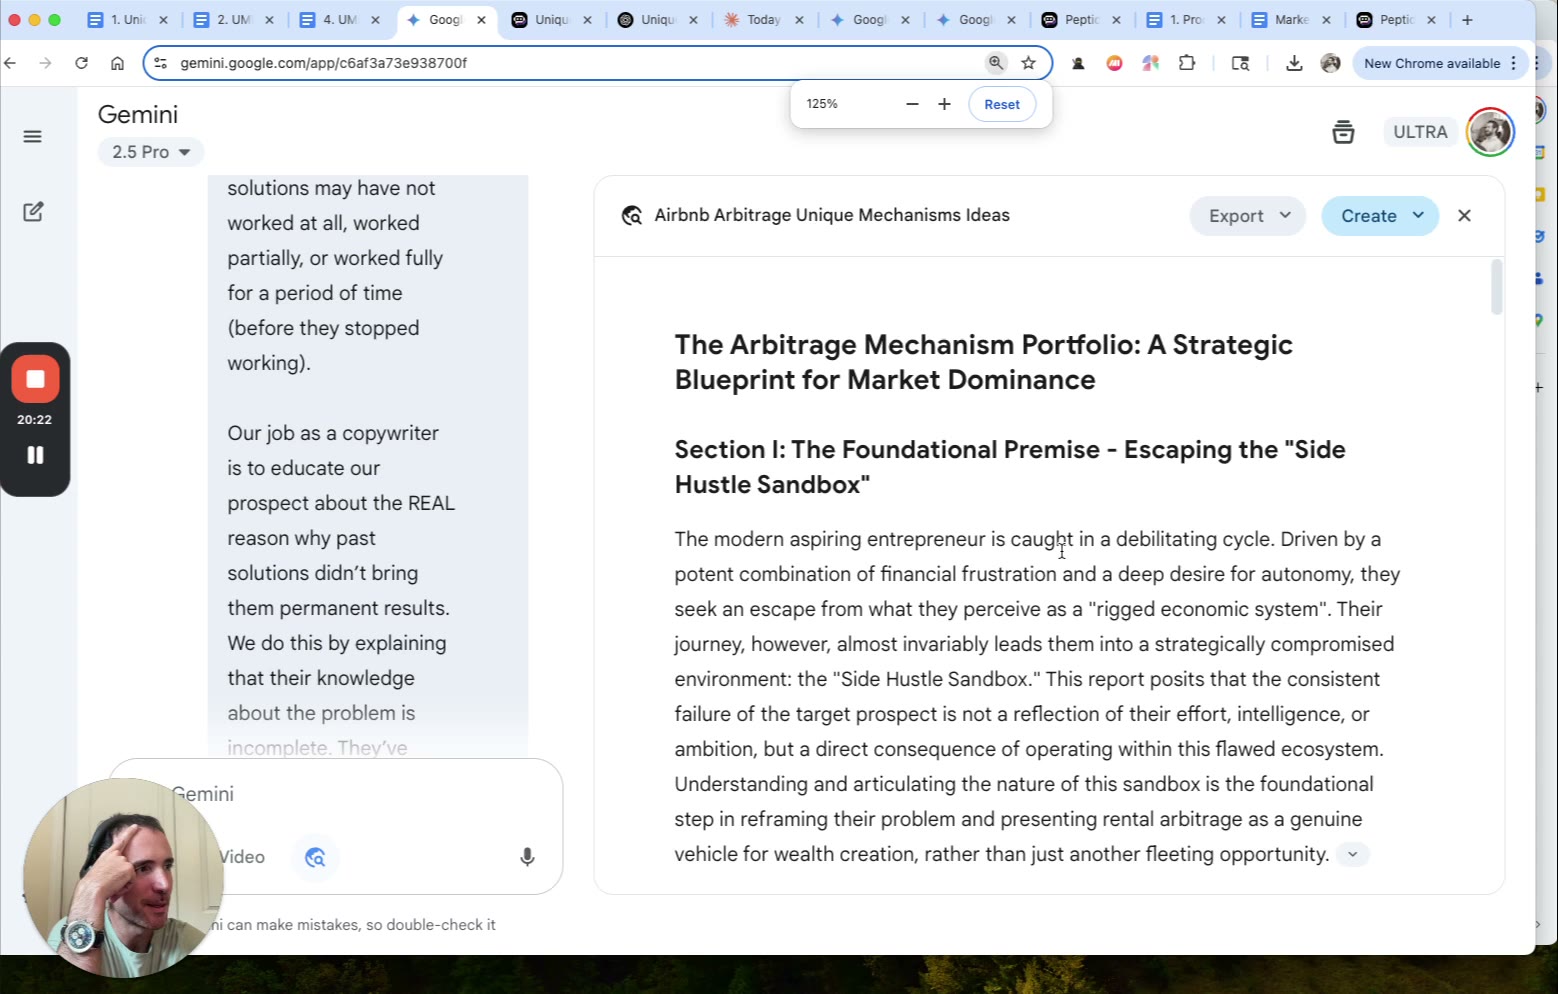 1. Uni
2. UM
4. UM
Googl
Uniqu
Uniqu
Today
Googl
Googl
Peptic
1. Pro
Marke
Peptic
gemini.google.com/app/c6af3a73e938700f
New Chrome available
125%
Reset
Gemini
2.5 Pro
ULTRA
solutions may have not
worked at all, worked
partially, or worked fully
for a period of time
(before they stopped
working).
Our job as a copywriter
is to educate our
prospect about the REAL
reason why past
solutions didn’t bring
them permanent results.
We do this by explaining
that their knowledge
about the problem is
incomplete. They’ve
Gemini
Video
ni can make mistakes, so double-check it
20:22
Airbnb Arbitrage Unique Mechanisms Ideas
Export
Create
The Arbitrage Mechanism Portfolio: A Strategic
Blueprint for Market Dominance
Section I: The Foundational Premise - Escaping the "Side
Hustle Sandbox"
The modern aspiring entrepreneur is caught in a debilitating cycle. Driven by a
potent combination of financial frustration and a deep desire for autonomy, they
seek an escape from what they perceive as a "rigged economic system". Their
journey, however, almost invariably leads them into a strategically compromised
environment: the "Side Hustle Sandbox." This report posits that the consistent
failure of the target prospect is not a reflection of their effort, intelligence, or
ambition, but a direct consequence of operating within this flawed ecosystem.
Understanding and articulating the nature of this sandbox is the foundational
step in reframing their problem and presenting rental arbitrage as a genuine
vehicle for wealth creation, rather than just another fleeting opportunity.